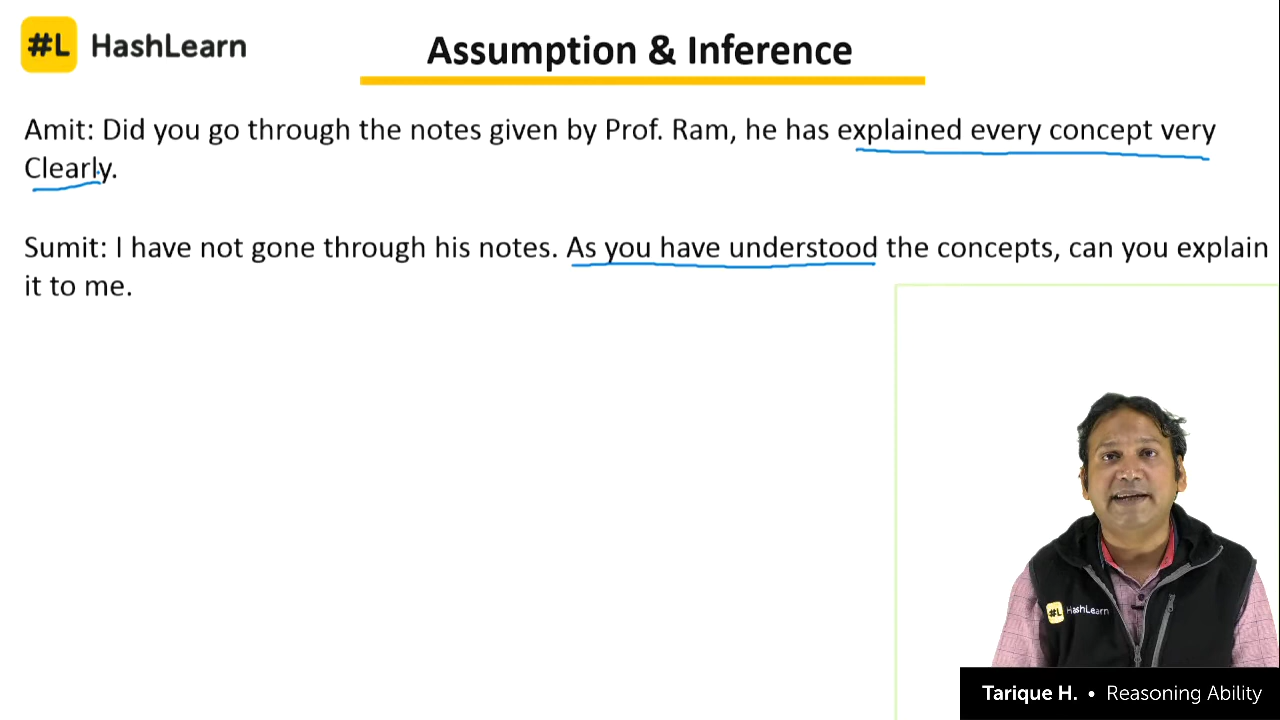 #L HashLearn
Assumption & Inference
Amit: Did you go through the notes given by Prof. Ram, he has explained every concept very
Clearly.
Sumit: I have not gone through his notes. As you have understood the concepts, can you explain
it to me.
#L HashLearn
Tarique H. • Reasoning Ability